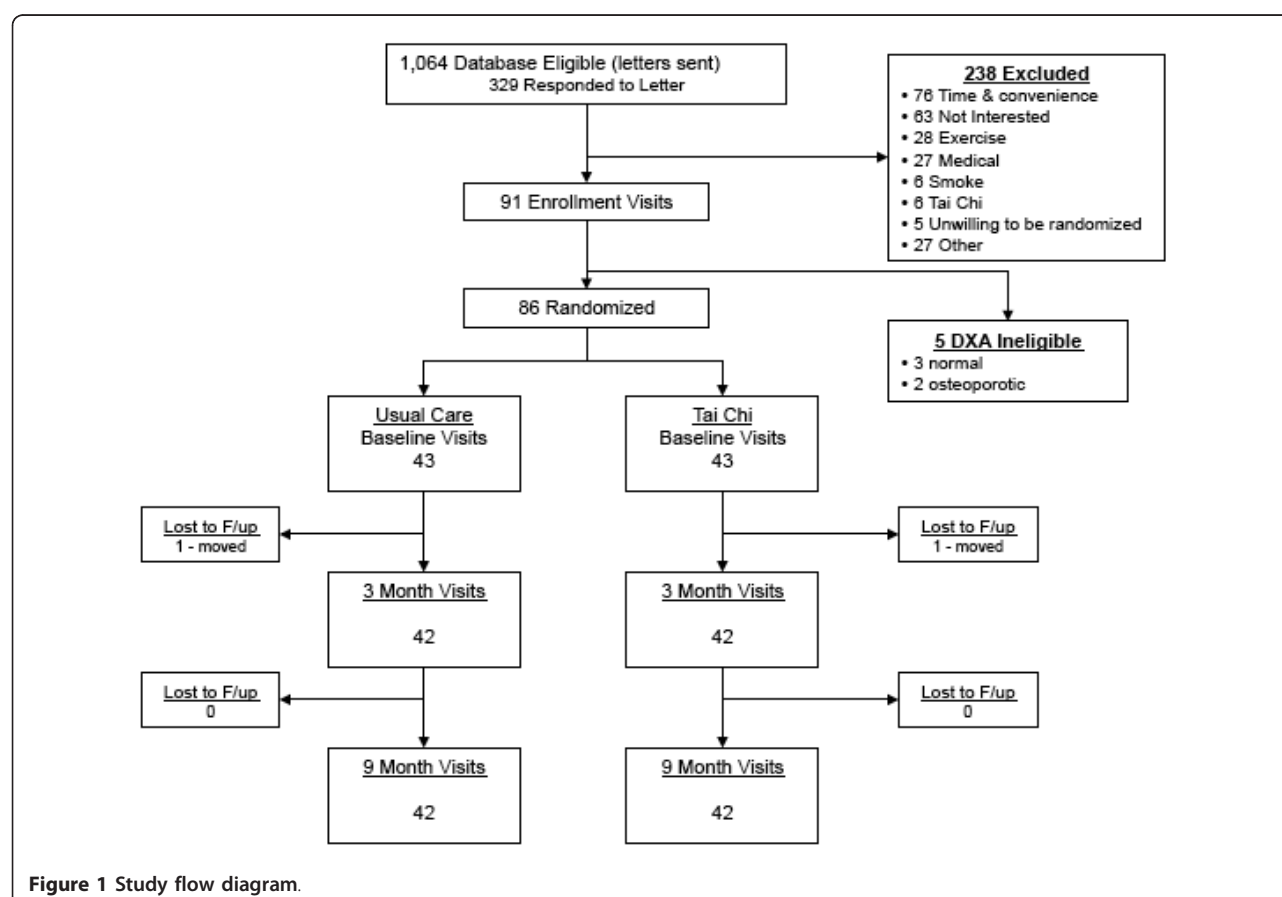 1,064 Database Eligible (letters sent)
329 Responded to Letter
238 Excluded
• 76 Time & convenience
• 63 Not Interested
• 28 Exercise
• 27 Medical
• 6 Smoke
• 6 Tai Chi
• 5 Unwilling to be randomized
• 27 Other
91 Enrollment Visits
86 Randomized
5 DXA Ineligible
• 3 normal
• 2 osteoporotic
Usual Care
Baseline Visits
43
Tai Chi
Baseline Visits
43
Lost to F/up
1 - moved
Lost to F/up
1 - moved
3 Month Visits
42
3 Month Visits
42
Lost to F/up
0
Lost to F/up
0
9 Month Visits
42
9 Month Visits
42
Figure 1 Study flow diagram.